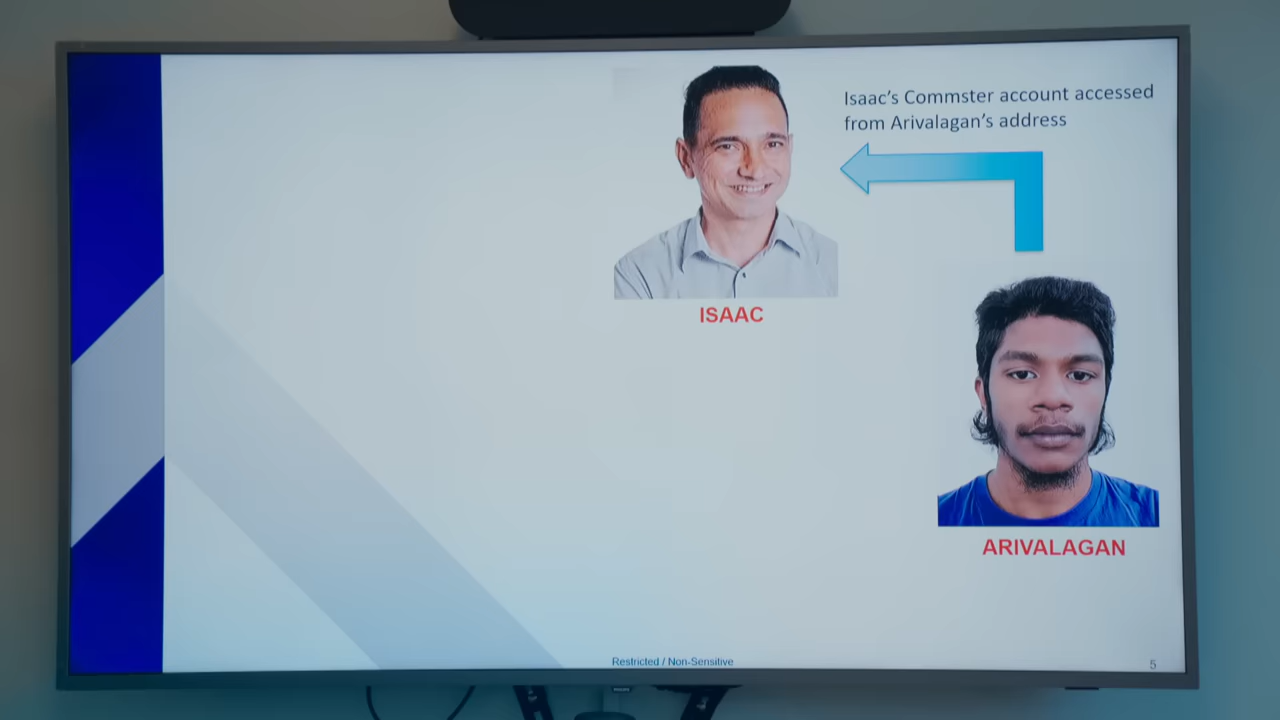 Isaac's Commster account accessed
from Arivalagan's address
ISAAC
ARIVALAGAN
Restricted / Non-Sensitive
5